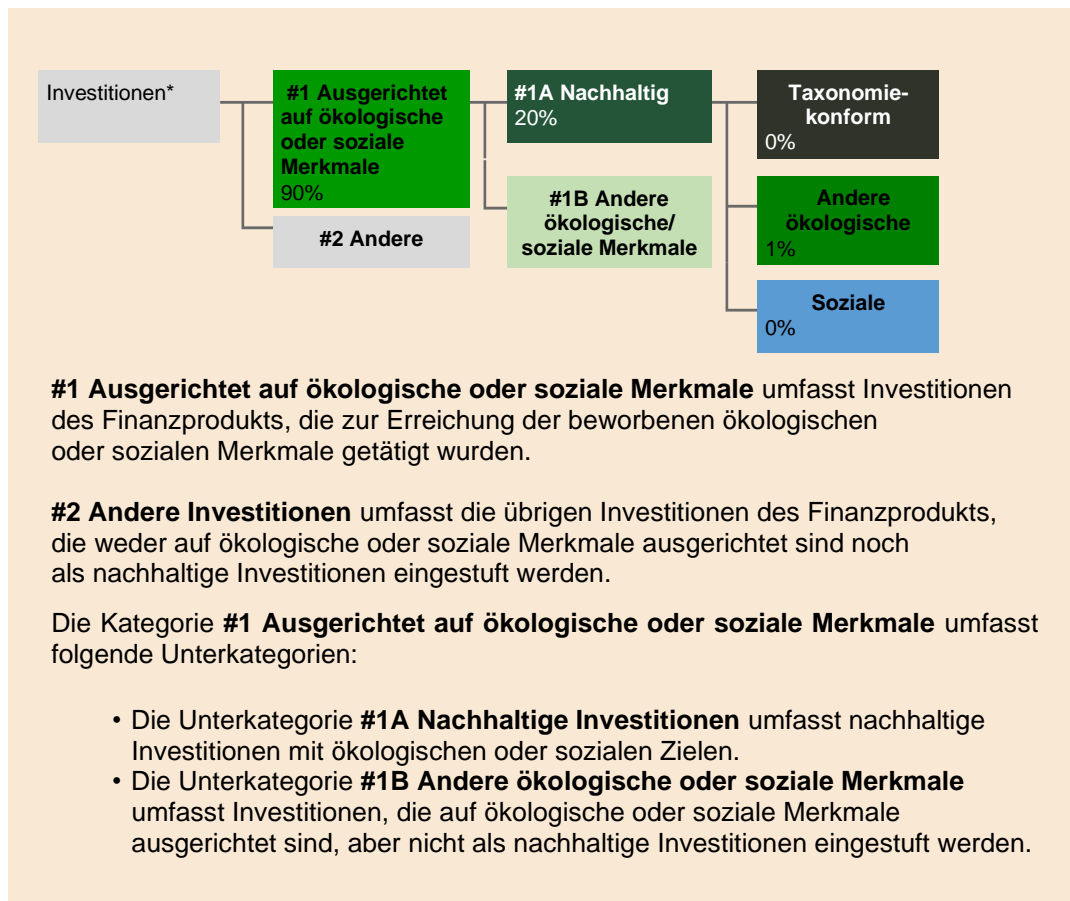 Investitionen*
#1 Ausgerichtet
auf ökologische
oder soziale
Merkmale
90%
#2 Andere
#1A Nachhaltig
20%
#1B Andere
ökologische/
soziale Merkmale
Taxonomie-
konform
0%
Andere
ökologische
1%
Soziale
0%
#1 Ausgerichtet auf ökologische oder soziale Merkmale umfasst Investitionen
des Finanzprodukts, die zur Erreichung der beworbenen ökologischen
oder sozialen Merkmale getätigt wurden.
#2 Andere Investitionen umfasst die übrigen Investitionen des Finanzprodukts,
die weder auf ökologische oder soziale Merkmale ausgerichtet sind noch
als nachhaltige Investitionen eingestuft werden.
Die Kategorie #1 Ausgerichtet auf ökologische oder soziale Merkmale umfasst
folgende Unterkategorien:
• Die Unterkategorie #1A Nachhaltige Investitionen umfasst nachhaltige
Investitionen mit ökologischen oder sozialen Zielen.
• Die Unterkategorie #1B Andere ökologische oder soziale Merkmale
umfasst Investitionen, die auf ökologische oder soziale Merkmale
ausgerichtet sind, aber nicht als nachhaltige Investitionen eingestuft werden.